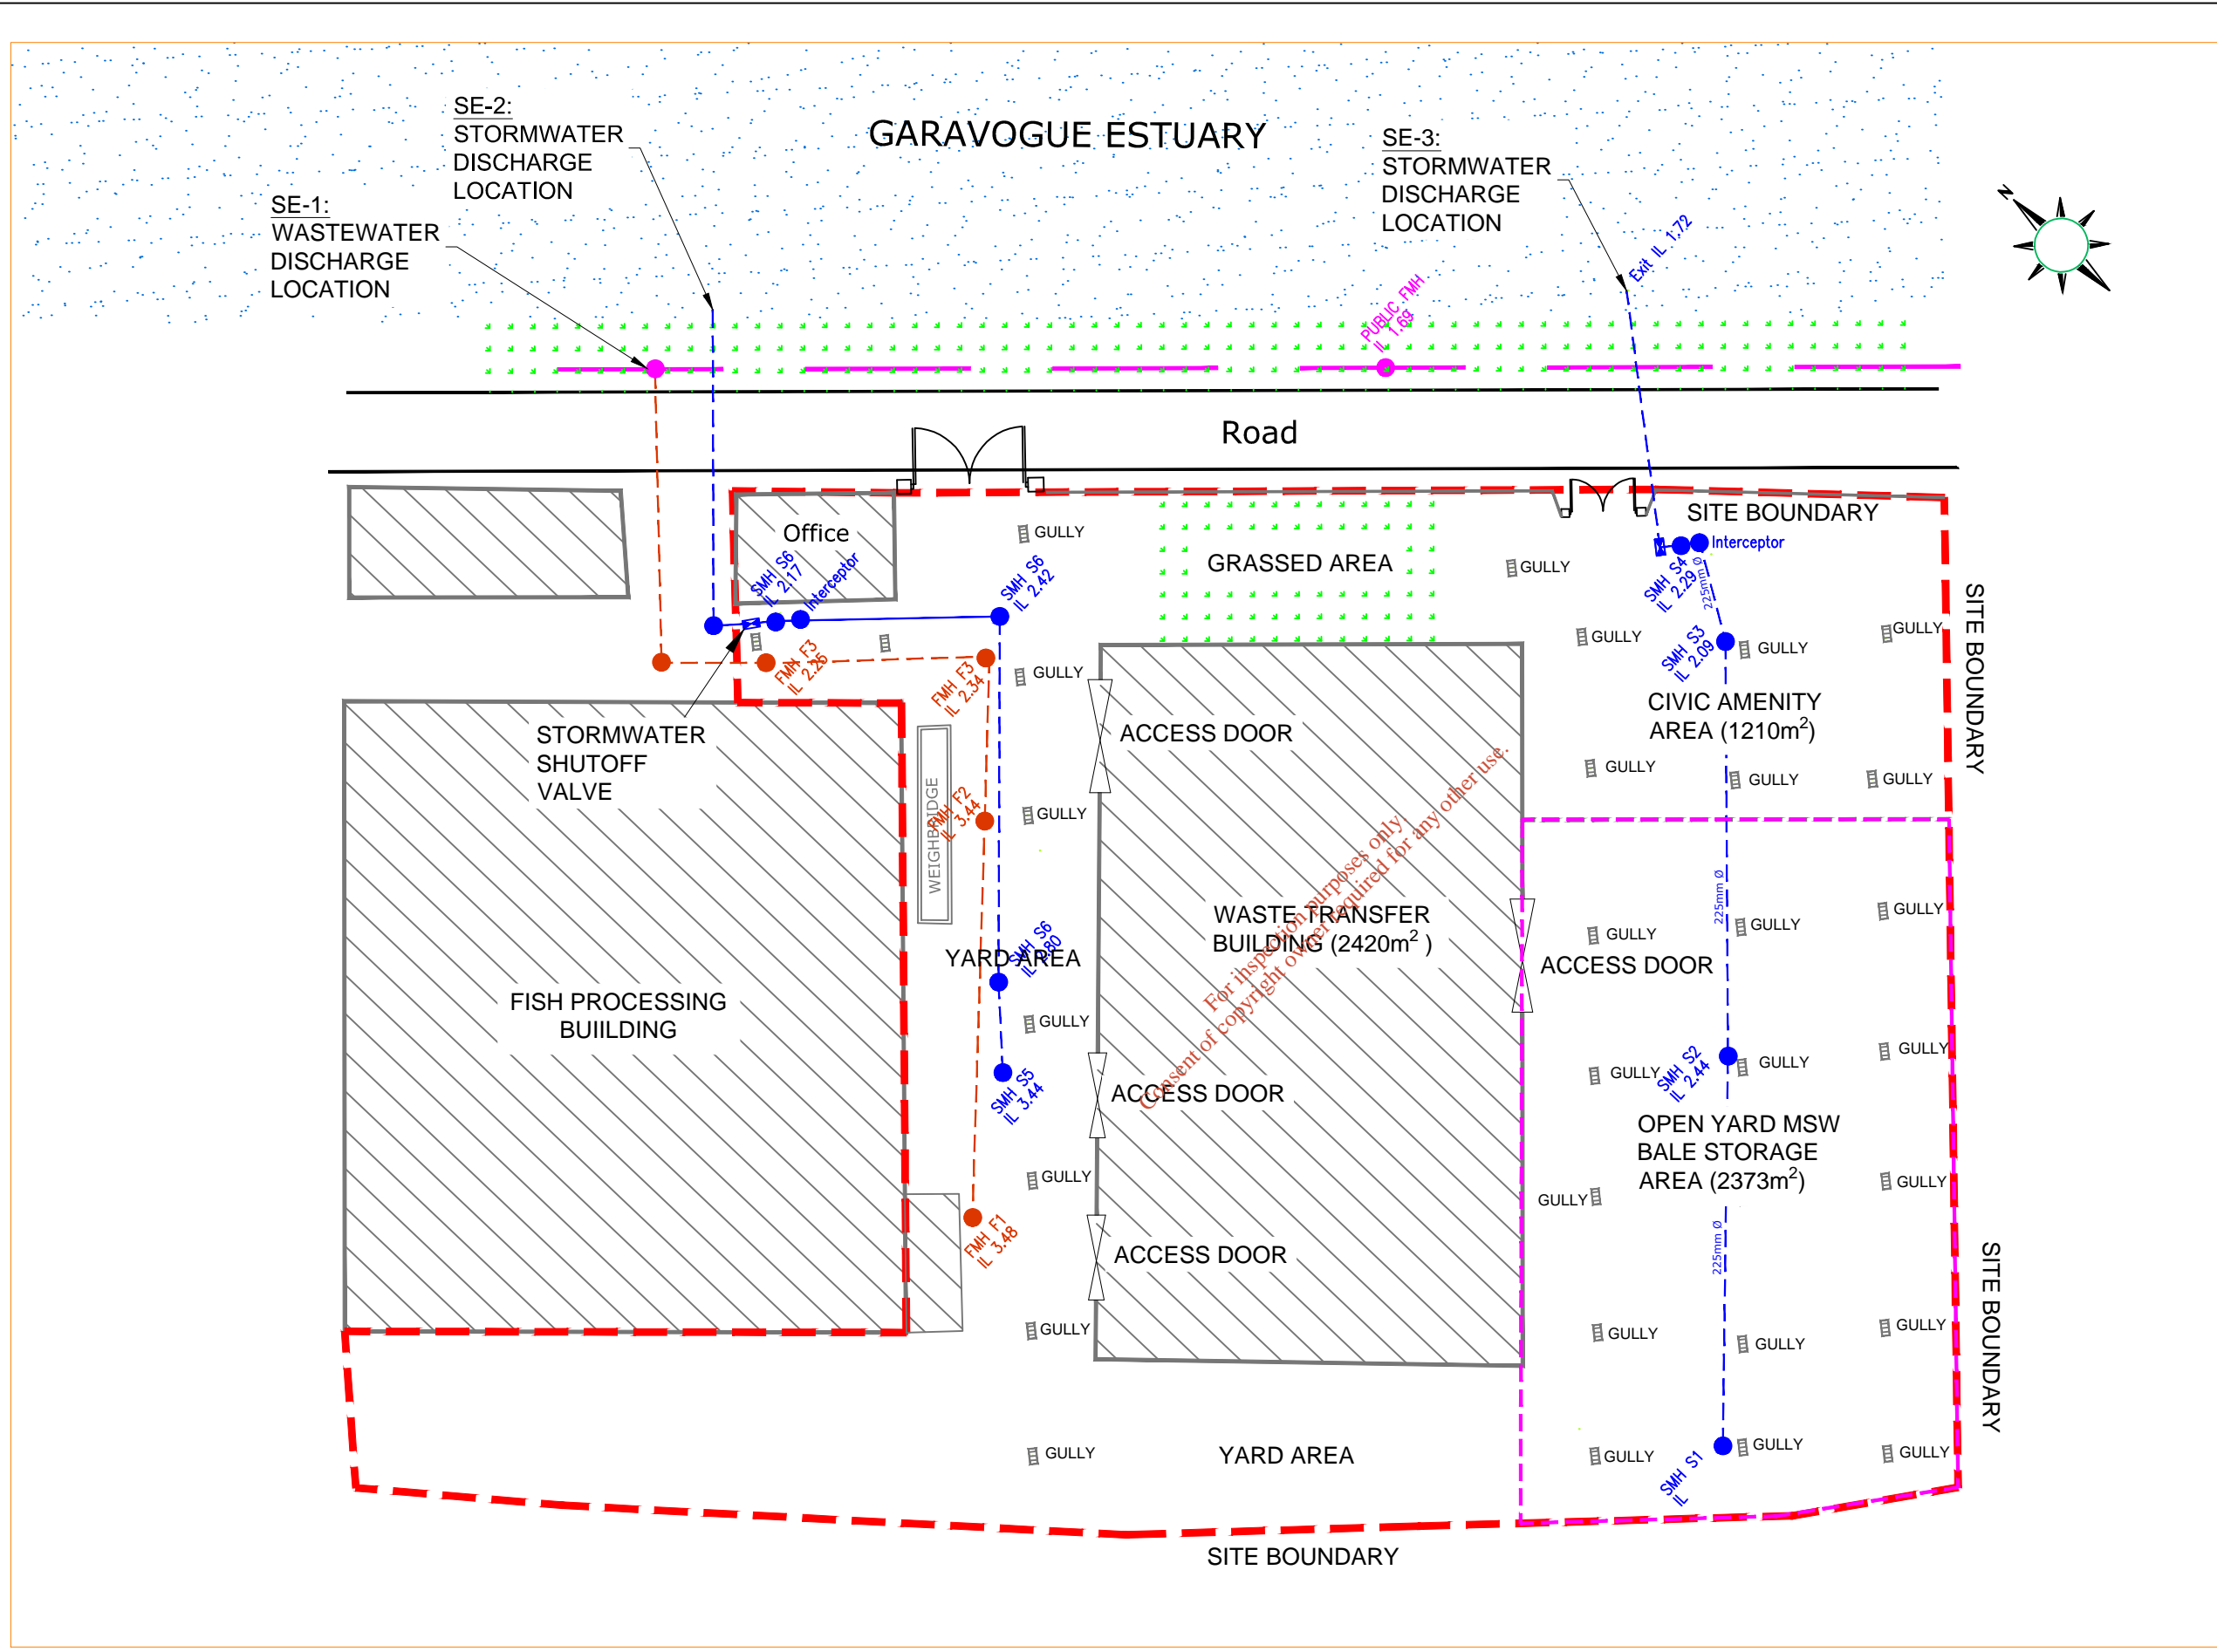 SE-2:
STORMWATER
DISCHARGE
LOCATION
GARAVOGUE ESTUARY
SE-3:
STORMWATER
DISCHARGE
LOCATION
SE-1:
WASTEWATER
DISCHARGE
LOCATION
N
Exit IL 1.72
PUBLIC FMH
IL 1.69
Road
SITE BOUNDARY
Office
GULLY
GRASSED AREA
GULLY
Interceptor
SMH S4
IL 2.29
225mm Ø
SMH S6
IL 2.17
Interceptor
SMH S6
IL 2.42
SITE BOUNDARY
GULLY
GULLY
GULLY
SMH S3
IL 2.09
FMH F3
IL 2.25
FMH F3
IL 2.34
GULLY
CIVIC AMENITY
AREA (1210m2)
STORMWATER
SHUTOFF
VALVE
ACCESS DOOR
GULLY
GULLY
GULLY
WEIGHBRIDGE
FMH F2
IL 3.44
GULLY
For inspection purposes only.
Consent of copyright owner required for any other use.
WASTE TRANSFER
BUILDING (2420m2 )
225mm Ø
GULLY
GULLY
GULLY
YARD AREA
SMH S6
ACCESS DOOR
FISH PROCESSING
BUIILDING
GULLY
GULLY
GULLY
GULLY
SMH S2
IL 2.44
SMH S5
IL 3.44
ACCESS DOOR
OPEN YARD MSW
BALE STORAGE
AREA (2373m2)
GULLY
GULLY
GULLY
FMH F1
IL 3.48
ACCESS DOOR
225mm Ø
SITE BOUNDARY
GULLY
GULLY
GULLY
GULLY
GULLY
YARD AREA
GULLY
GULLY
GULLY
SMH S1
IL
SITE BOUNDARY